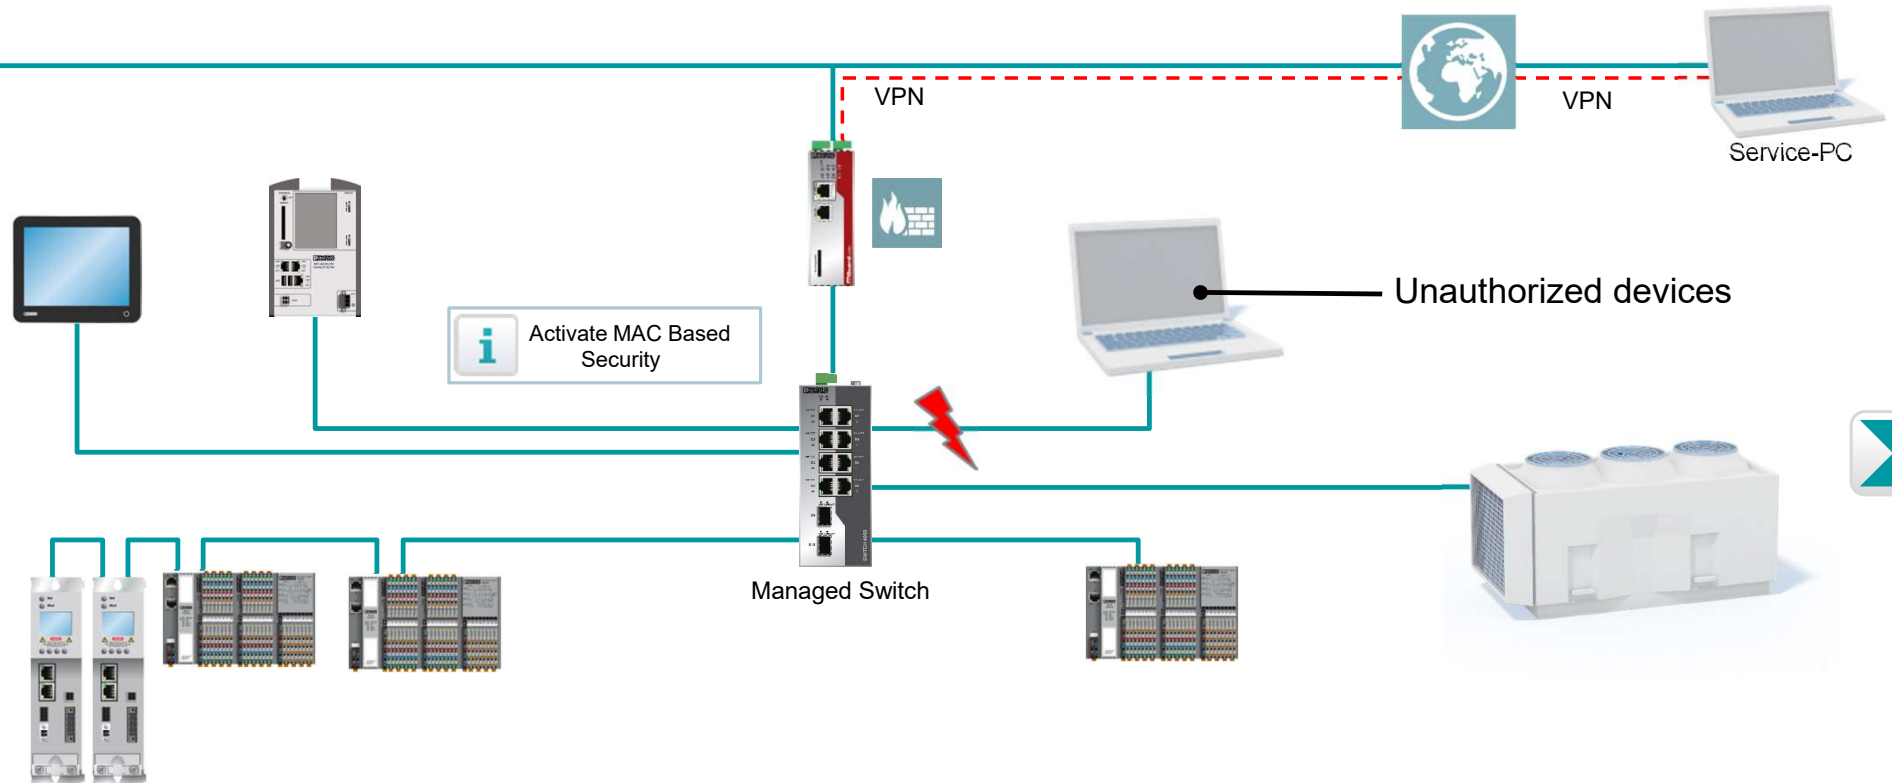 VPN
VPN
Service-PC
Unauthorized devices
Activate MAC Based
Security
Managed Switch